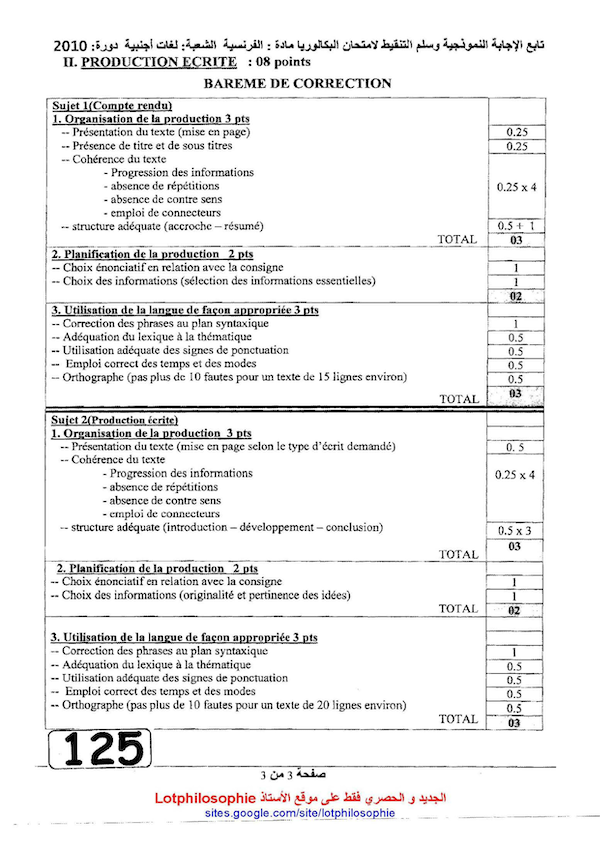 تابع الإجابة النموذجية وسلم التنقيط لامتحان البكالوريا مادة : الفرنسية الشعبة: لغات أجنبية دورة: 2010
II. PRODUCTION ECRITE : 08 points
BAREME DE CORRECTION
Sujet 1(Compte rendu)
1. Organisation de la production 3 pts
-- Présentation du texte (mise en page) 0.25
-- Présence de titre et de sous titres 0.25
-- Cohérence du texte
- Progression des informations
- absence de répétitions 0.25 x 4
- absence de contre sens
- emploi de connecteurs
-- structure adéquate (accroche – résumé) 0.5 + 1
TOTAL 03
2. Planification de la production 2 pts
-- Choix énonciatif en relation avec la consigne 1
-- Choix des informations (sélection des informations essentielles) 1
02
3. Utilisation de la langue de façon appropriée 3 pts
-- Correction des phrases au plan syntaxique 1
-- Adéquation du lexique à la thématique 0.5
-- Utilisation adéquate des signes de ponctuation 0.5
-- Emploi correct des temps et des modes 0.5
-- Orthographe (pas plus de 10 fautes pour un texte de 15 lignes environ) 0.5
TOTAL 03
Sujet 2(Production écrite)
1. Organisation de la production 3 pts
-- Présentation du texte (mise en page selon le type d'écrit demandé) 0. 5
-- Cohérence du texte
- Progression des informations 0.25 x 4
- absence de répétitions
- absence de contre sens
- emploi de connecteurs
-- structure adéquate (introduction – développement – conclusion) 0.5 x 3
TOTAL 03
2. Planification de la production 2 pts
-- Choix énonciatif en relation avec la consigne 1
-- Choix des informations (originalité et pertinence des idées) 1
TOTAL 02
3. Utilisation de la langue de façon appropriée 3 pts
-- Correction des phrases au plan syntaxique 1
-- Adéquation du lexique à la thématique 0.5
-- Utilisation adéquate des signes de ponctuation 0.5
-- Emploi correct des temps et des modes 0.5
-- Orthographe (pas plus de 10 fautes pour un texte de 20 lignes environ) 0.5
TOTAL 03
125
صفحة 3 من 3
الجديد و الحصري فقط على موقع الأستاذ Lotphilosophie
sites.google.com/site/lotphilosophie